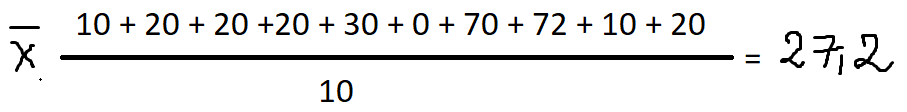 10 + 20 + 20 +20 + 30 + 0 + 70 + 72 + 10 + 20
x̅ = 27,2
10